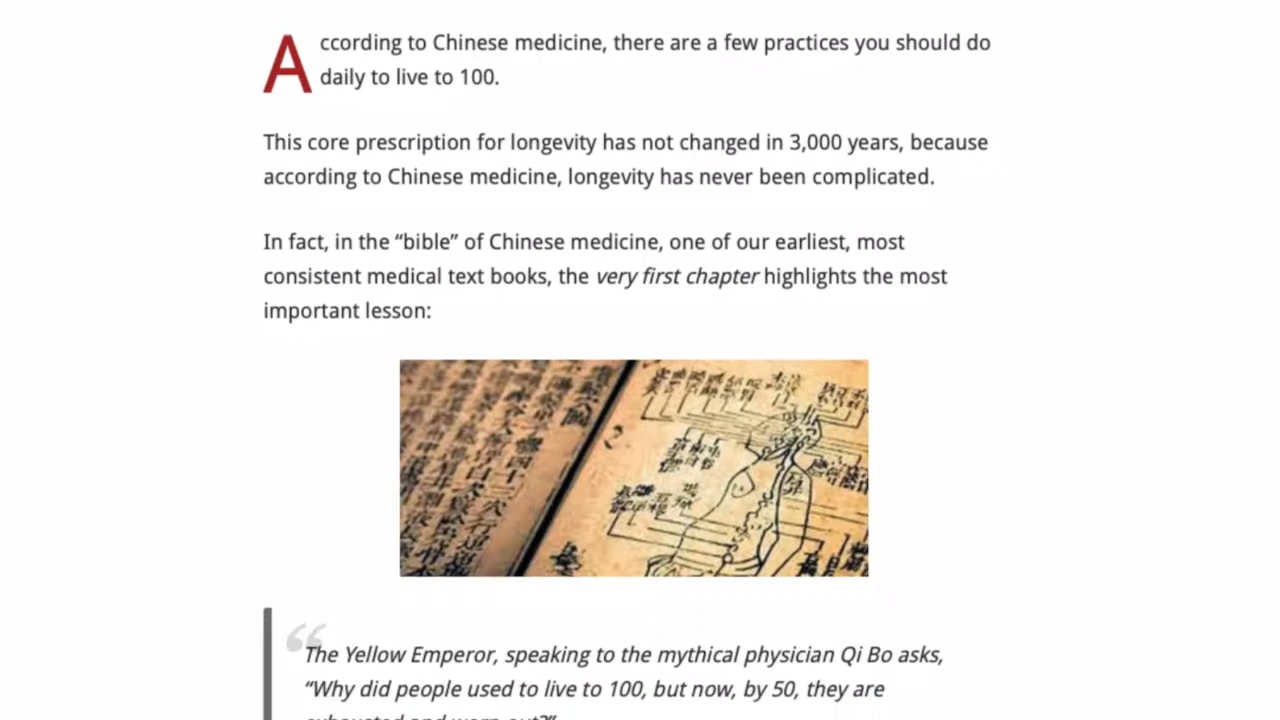 According to Chinese medicine, there are a few practices you should do
daily to live to 100.
This core prescription for longevity has not changed in 3,000 years, because
according to Chinese medicine, longevity has never been complicated.
In fact, in the “bible” of Chinese medicine, one of our earliest, most
consistent medical text books, the very first chapter highlights the most
important lesson:
“
The Yellow Emperor, speaking to the mythical physician Qi Bo asks,
“Why did people used to live to 100, but now, by 50, they are
exhausted and worn out?”